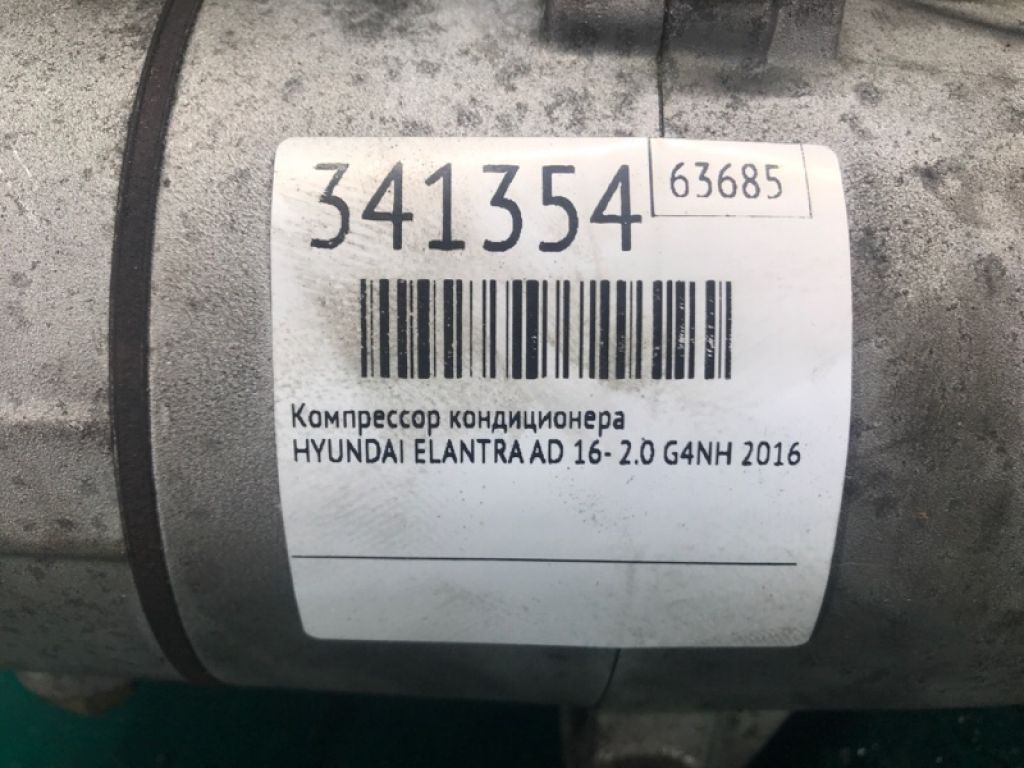 341354
63685
Компрессор кондиционера
HYUNDAI ELANTRA AD 16- 2.0 G4NH 2016